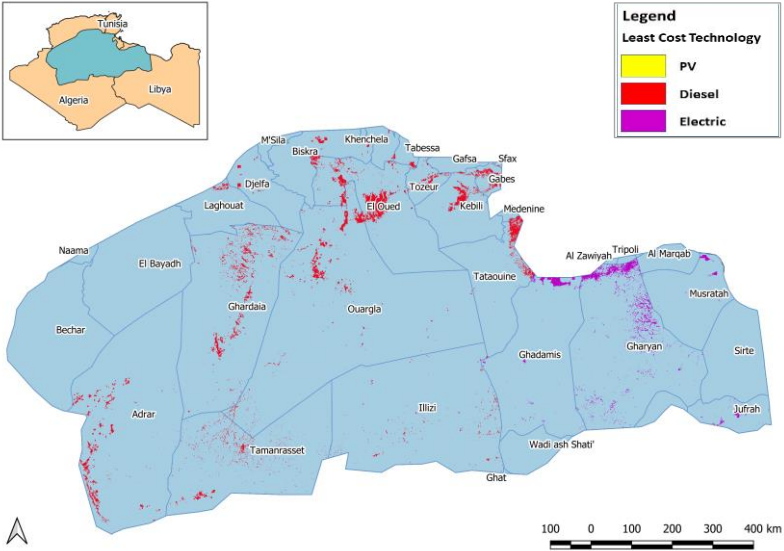 Tunisia
Algeria
Libya
Legend
Least Cost Technology
PV
Diesel
Electric
M'Sila
Khenchela
Biskra
Tabessa
Gafsa
Sfax
Djelfa
Tozeur
Gabes
Laghouat
El Oued
Kebili
Medenine
Naama
El Bayadh
Al Zawiyah
Tripoli
Al Marqab
Tataouine
Musratah
Ghardaia
Ouargla
Bechar
Gharyan
Ghadamis
Sirte
Adrar
Illizi
Jufrah
Tamanrasset
Wadi ash Shati'
Ghat
100 0 100 200 300 400 km